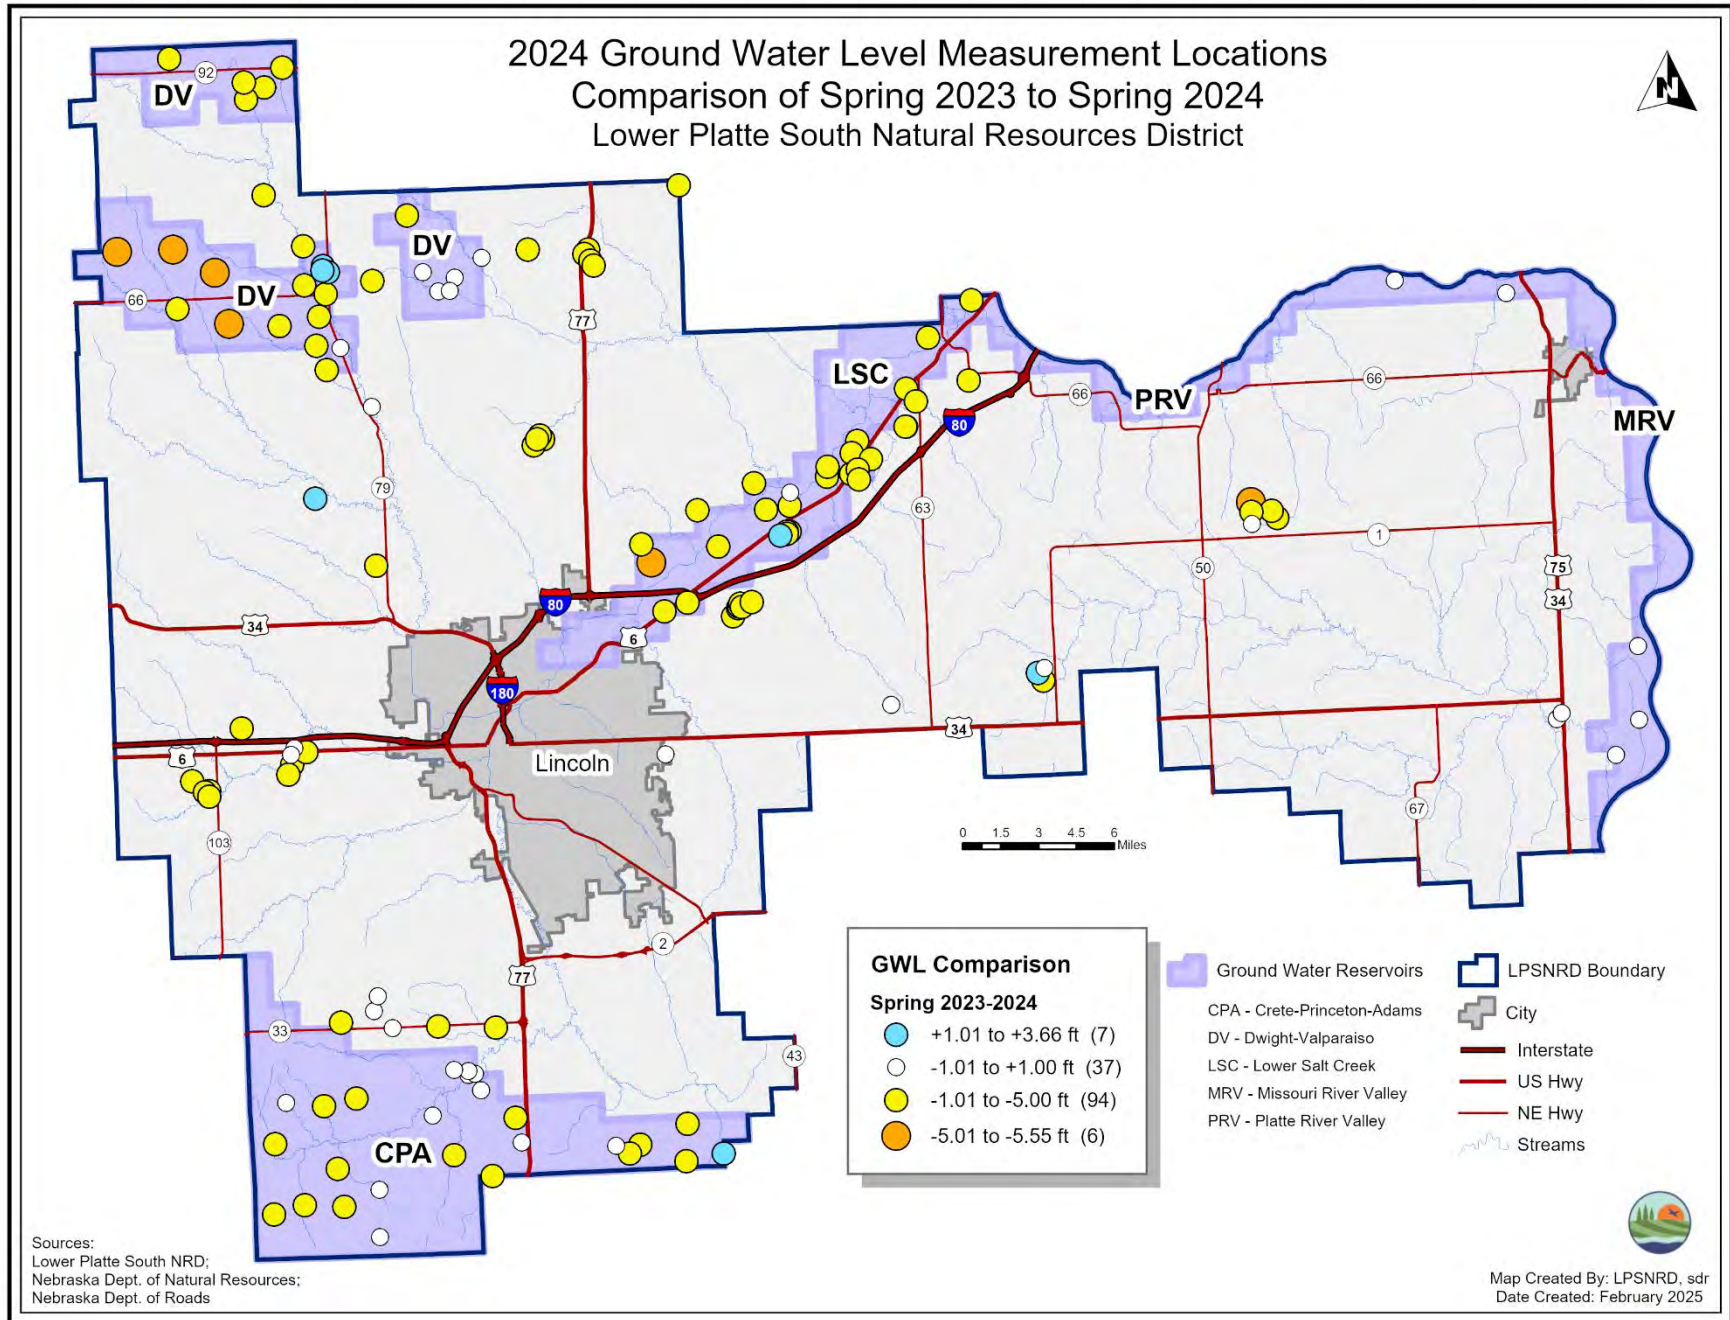 2024 Ground Water Level Measurement Locations
Comparison of Spring 2023 to Spring 2024
Lower Platte South Natural Resources District
N
92
DV
DV
DV
66
77
LSC
66
PRV
66
MRV
80
79
63
1
50
75
34
80
34
6
180
34
6
Lincoln
67
103
0 1.5 3 4.5 6
Miles
2
77
33
43
CPA
GWL Comparison
Spring 2023-2024
+1.01 to +3.66 ft (7)
-1.01 to +1.00 ft (37)
-1.01 to -5.00 ft (94)
-5.01 to -5.55 ft (6)
Ground Water Reservoirs
CPA - Crete-Princeton-Adams
DV - Dwight-Valparaiso
LSC - Lower Salt Creek
MRV - Missouri River Valley
PRV - Platte River Valley
LPSNRD Boundary
City
Interstate
US Hwy
NE Hwy
Streams
Sources:
Lower Platte South NRD;
Nebraska Dept. of Natural Resources;
Nebraska Dept. of Roads
Map Created By: LPSNRD, sdr
Date Created: February 2025